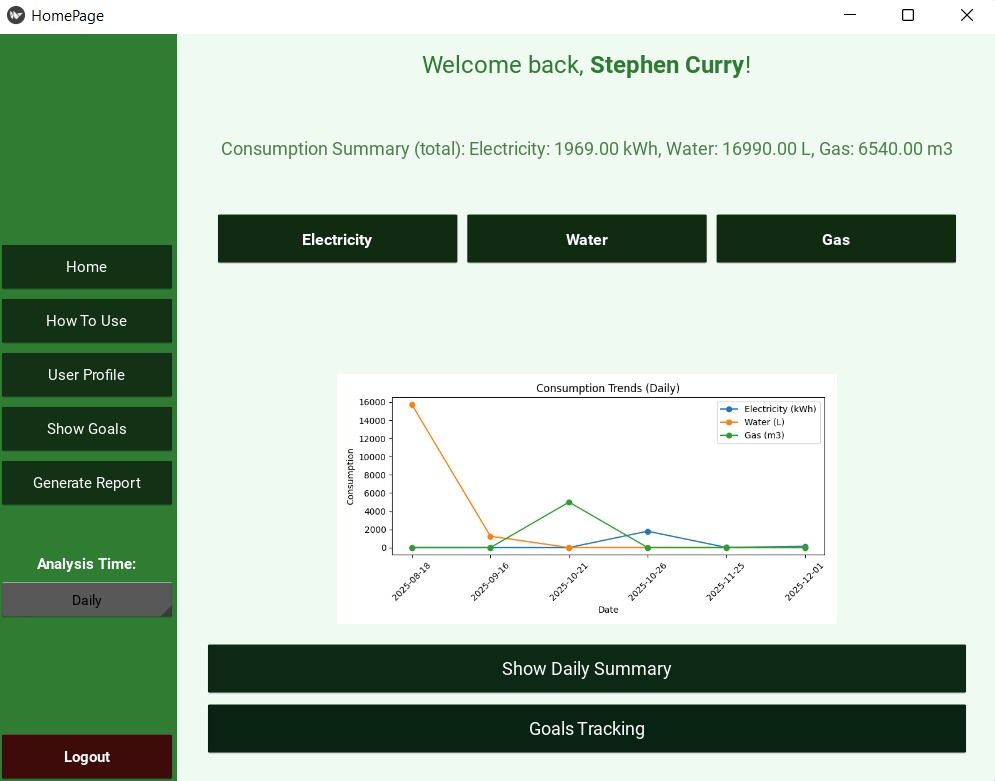 HomePage
Welcome back, Stephen Curry!
Consumption Summary (total): Electricity: 1969.00 kWh, Water: 16990.00 L, Gas: 6540.00 m3
Electricity
Water
Gas
Home
How To Use
User Profile
Show Goals
Generate Report
Analysis Time:
Daily
Logout
Consumption Trends (Daily)
Electricity (kWh)
Water (L)
Gas (m3)
Consumption
16000
14000
12000
10000
8000
6000
4000
2000
0
2025-08-18
2025-09-16
2025-10-21
2025-10-26
2025-11-25
2025-12-01
Date
Show Daily Summary
Goals Tracking